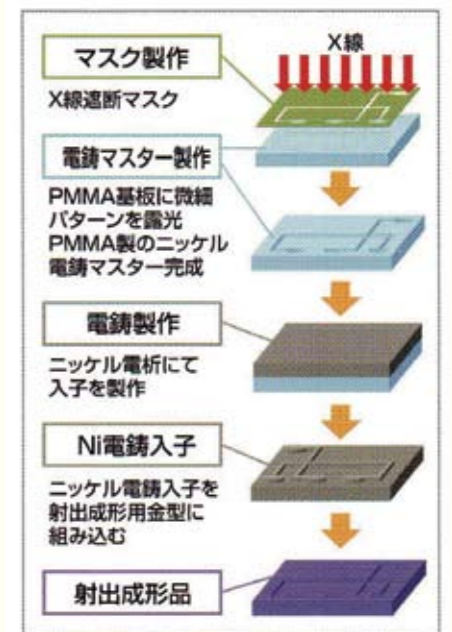 X線
マスク製作
X線遮断マスク
電鋳マスター製作
PMMA基板に微細
パターンを露光
PMMA製のニッケル
電鋳マスター完成
電鋳製作
ニッケル電析にて
入子を製作
Ni電鋳入子
ニッケル電鋳入子を
射出成形用金型に
組み込む
射出成形品